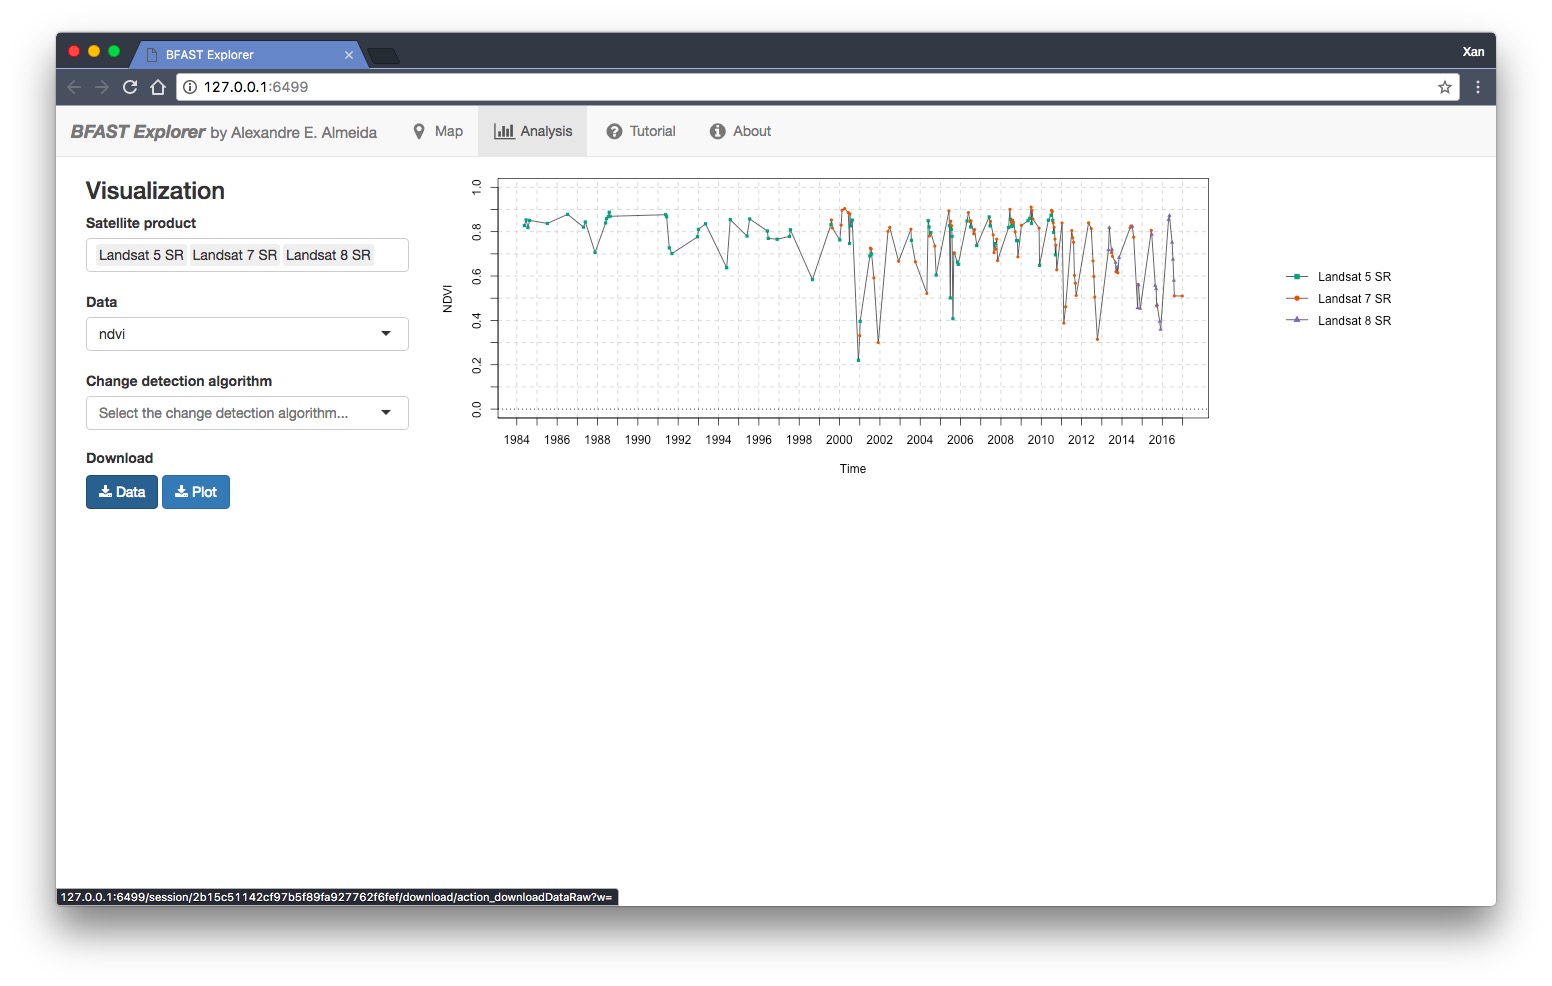 BFAST Explorer
Xan
127.0.0.1:6499
BFAST Explorer by Alexandre E. Almeida
Map
Analysis
Tutorial
About
Visualization
Satellite product
Landsat 5 SR Landsat 7 SR Landsat 8 SR
Data
ndvi
Change detection algorithm
Select the change detection algorithm...
Download
Data
Plot
NDVI
1.0
0.8
0.6
0.4
0.2
0.0
1984 1986 1988 1990 1992 1994 1996 1998 2000 2002 2004 2006 2008 2010 2012 2014 2016
Time
Landsat 5 SR
Landsat 7 SR
Landsat 8 SR
127.0.0.1:6499/session/2b15c51142cf97b5f89fa927762f6fef/download/action_downloadDataRaw?w=